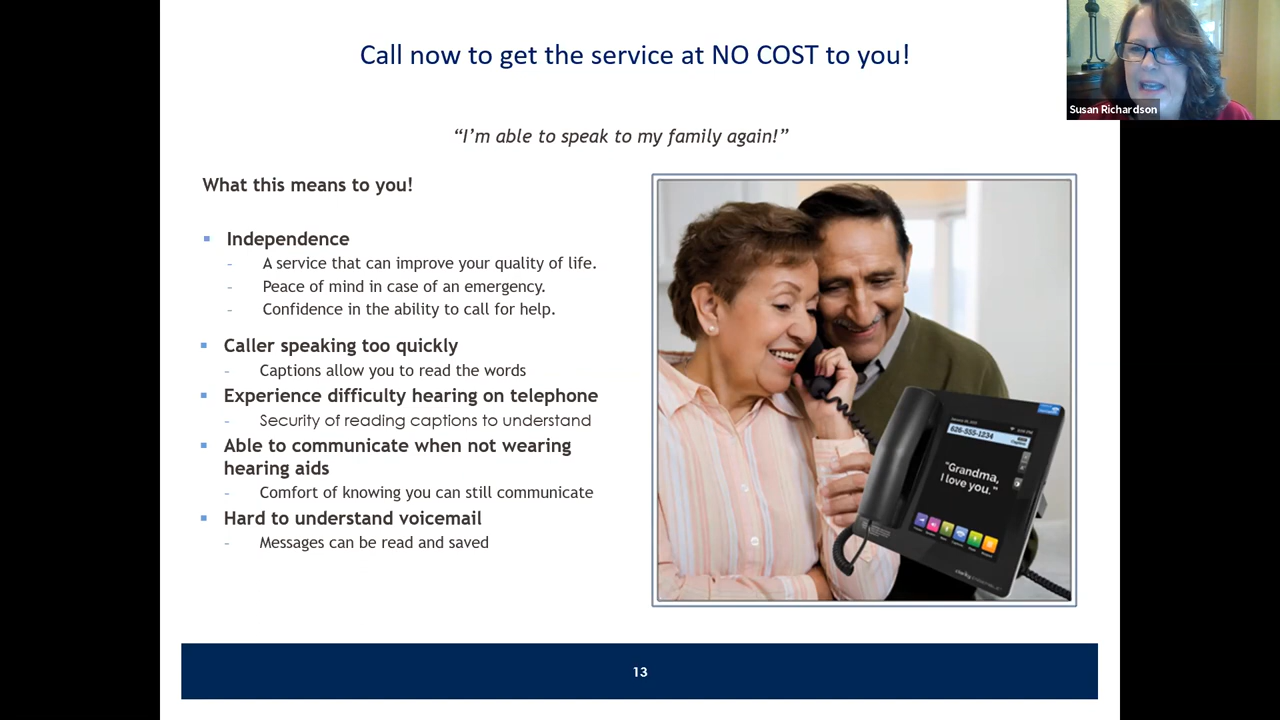 Call now to get the service at NO COST to you!
Susan Richardson
“I’m able to speak to my family again!”
What this means to you!
▪ Independence
- A service that can improve your quality of life.
- Peace of mind in case of an emergency.
- Confidence in the ability to call for help.
▪ Caller speaking too quickly
- Captions allow you to read the words
▪ Experience difficulty hearing on telephone
- Security of reading captions to understand
▪ Able to communicate when not wearing
hearing aids
- Comfort of knowing you can still communicate
▪ Hard to understand voicemail
- Messages can be read and saved
626-555-1234
"Grandma,
I love you."
13